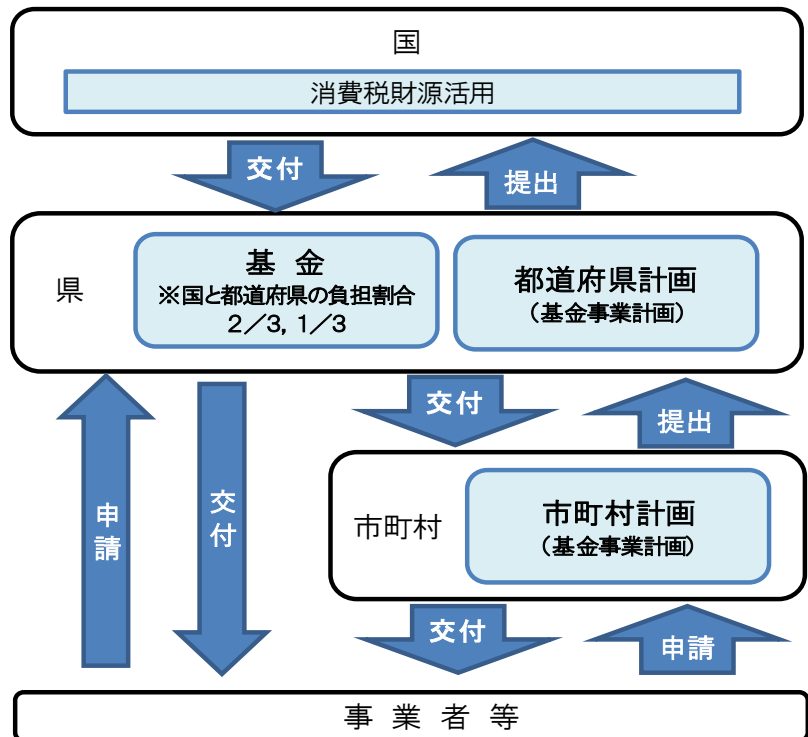 国
消費税財源活用
交付
提出
県
基 金
※国と都道府県の負担割合
２／３，１／３
都道府県計画
（基金事業計画）
交付
提出
申請
交付
市町村
市町村計画
（基金事業計画）
交付
申請
事 業 者 等